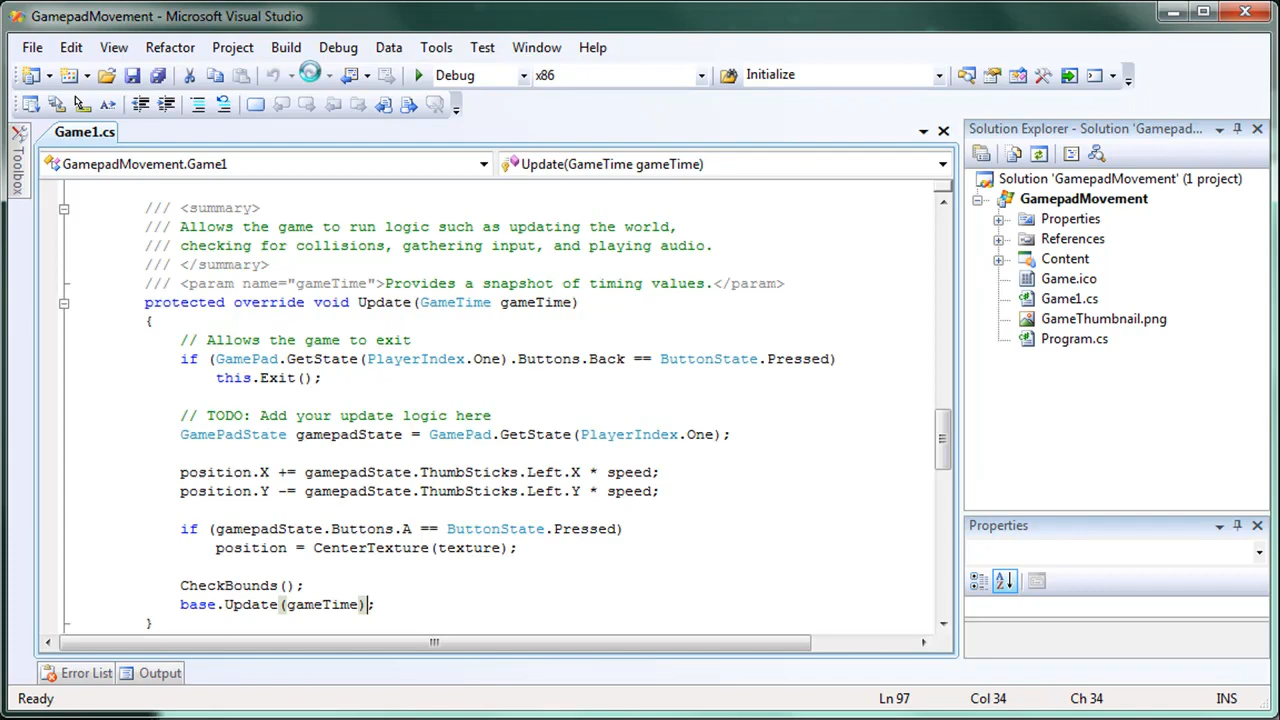 GamepadMovement - Microsoft Visual Studio
File Edit View Refactor Project Build Debug Data Tools Test Window Help
Debug x86 Initialize
Toolbox
Game1.cs
GamepadMovement.Game1 Update(GameTime gameTime)
/// <summary>
/// Allows the game to run logic such as updating the world,
/// checking for collisions, gathering input, and playing audio.
/// </summary>
/// <param name="gameTime">Provides a snapshot of timing values.</param>
protected override void Update(GameTime gameTime)
{
// Allows the game to exit
if (GamePad.GetState(PlayerIndex.One).Buttons.Back == ButtonState.Pressed)
this.Exit();
// TODO: Add your update logic here
GamePadState gamepadState = GamePad.GetState(PlayerIndex.One);
position.X += gamepadState.ThumbSticks.Left.X * speed;
position.Y -= gamepadState.ThumbSticks.Left.Y * speed;
if (gamepadState.Buttons.A == ButtonState.Pressed)
position = CenterTexture(texture);
CheckBounds();
base.Update(gameTime);
}
Solution Explorer - Solution 'Gamepad...
Solution 'GamepadMovement' (1 project)
GamepadMovement
Properties
References
Content
Game.ico
Game1.cs
GameThumbnail.png
Program.cs
Properties
Error List Output
Ready Ln 97 Col 34 Ch 34 INS